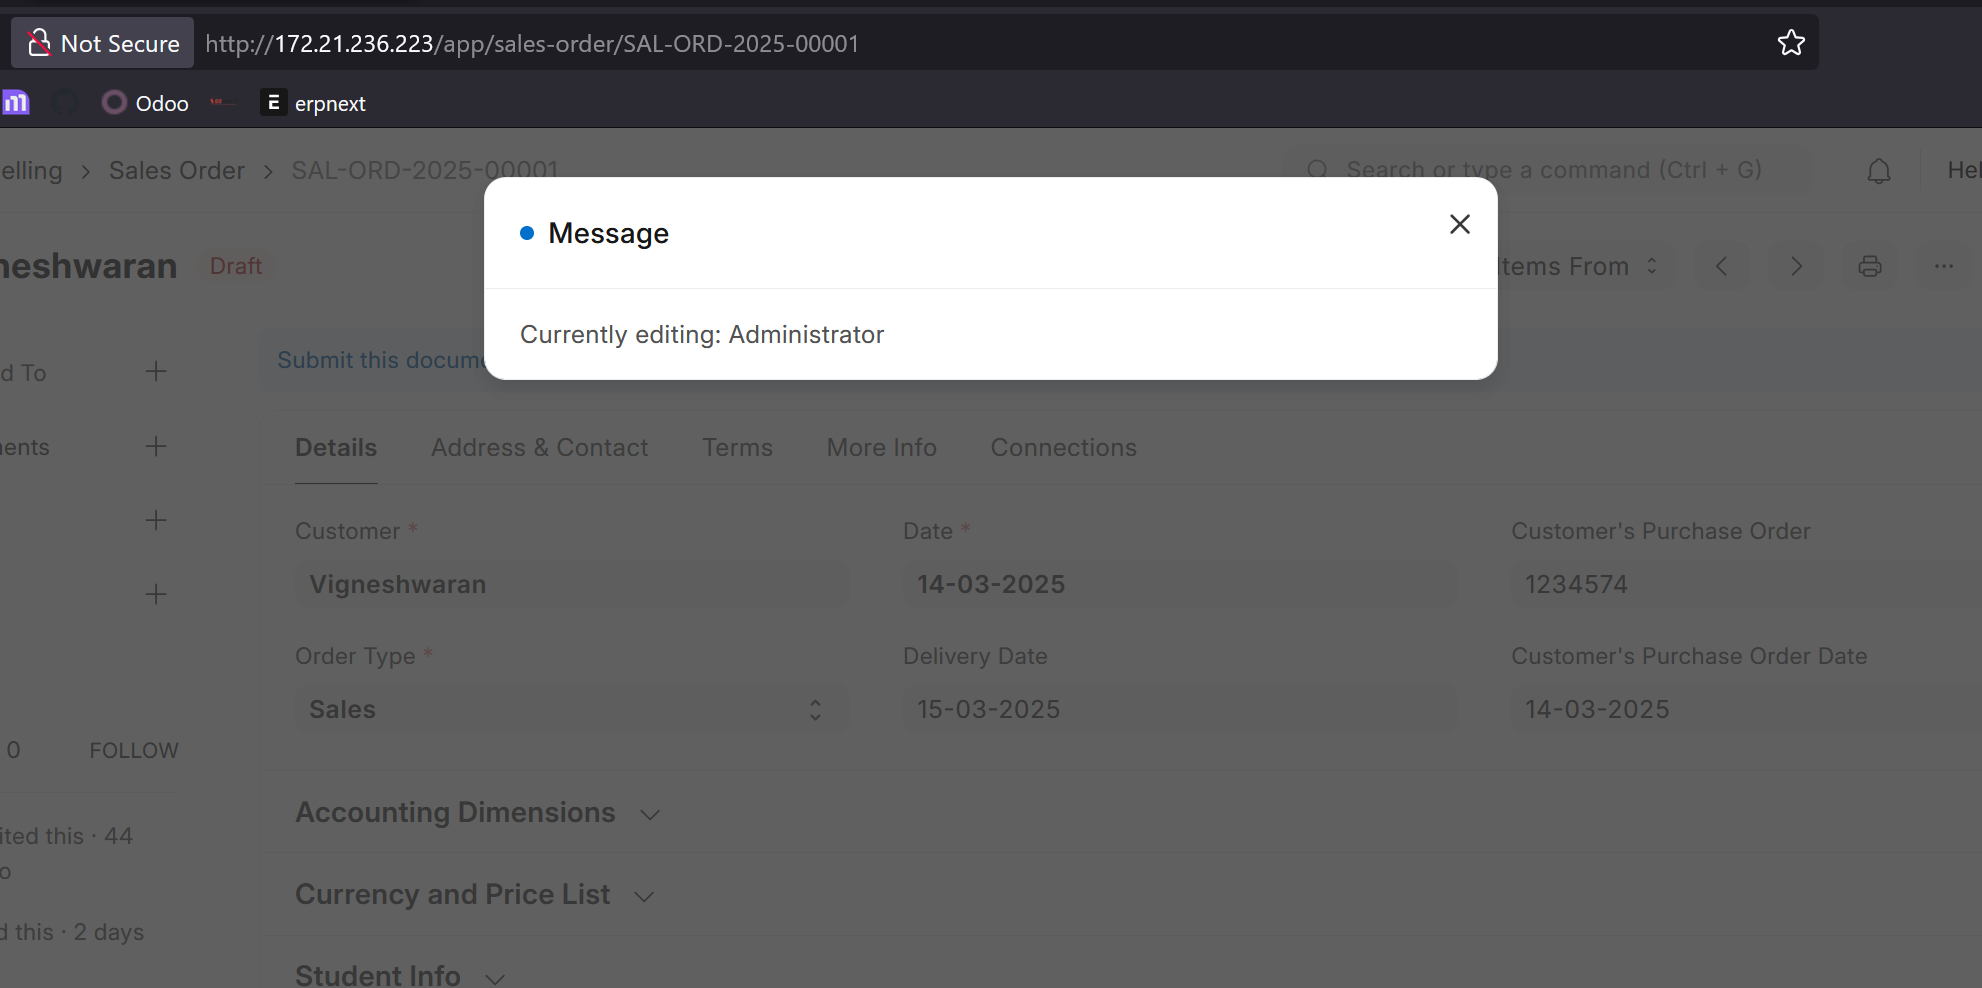 Not Secure http://172.21.236.223/app/sales-order/SAL-ORD-2025-00001
Odoo E erpnext
elling > Sales Order > SAL-ORD-2025-00001
Search or type a command (Ctrl + G)
Hel
Message
neshwaran Draft
Items From
Currently editing: Administrator
Submit this docume
d To
Details Address & Contact Terms More Info Connections
ents
Customer * Date * Customer's Purchase Order
Vigneshwaran 14-03-2025 1234574
Order Type * Delivery Date Customer's Purchase Order Date
Sales 15-03-2025 14-03-2025
0 FOLLOW
Accounting Dimensions
ited this · 44
o
Currency and Price List
d this · 2 days
Student Info